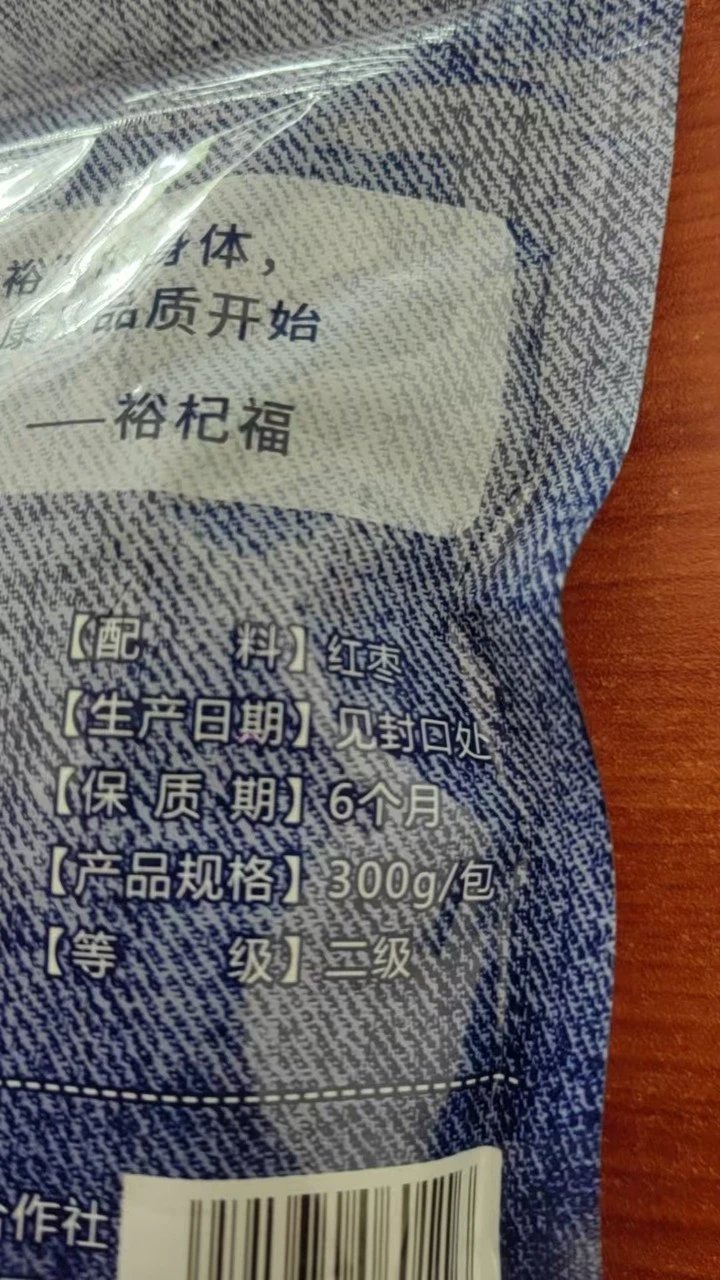 裕 身体，
康 品质开始
——裕杞福
【配 料】红枣
【生产日期】见封口处
【保 质 期】6个月
【产品规格】300g/包
【等 级】二级
合作社